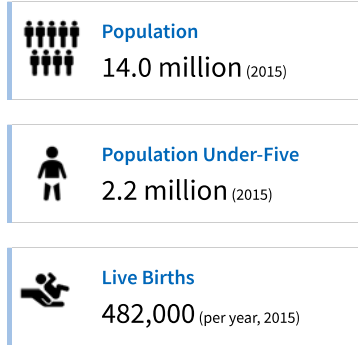 Population
14.0 million (2015)
Population Under-Five
2.2 million (2015)
Live Births
482,000 (per year, 2015)